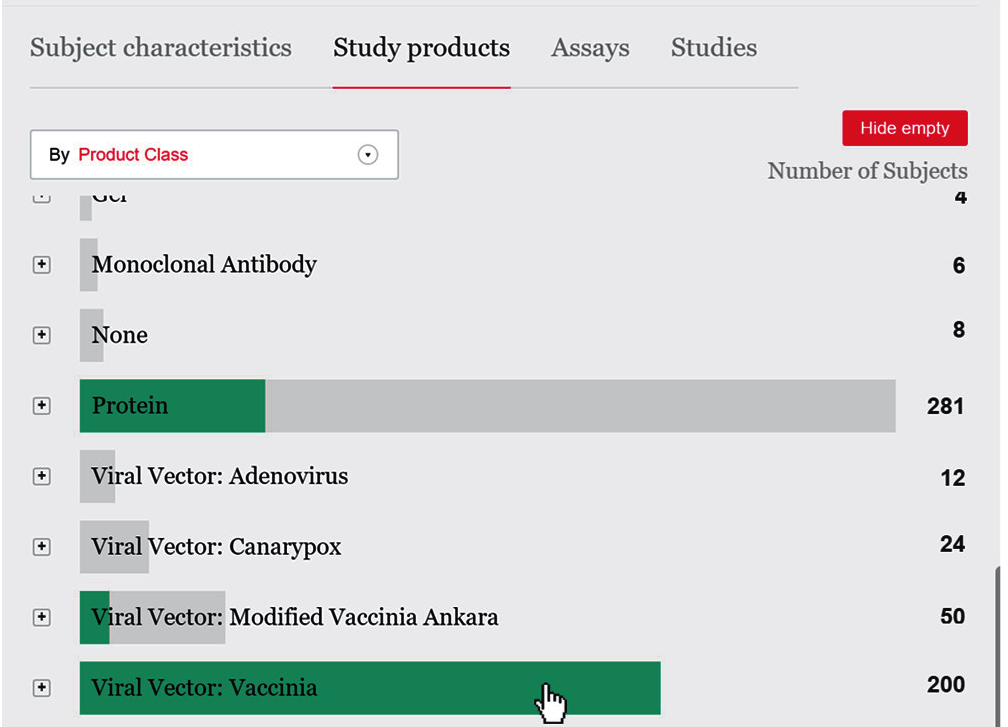 Subject characteristics Study products Assays Studies
Hide empty
By Product Class
Number of Subjects
Gel 4
Monoclonal Antibody 6
None 8
Protein 281
Viral Vector: Adenovirus 12
Viral Vector: Canarypox 24
Viral Vector: Modified Vaccinia Ankara 50
Viral Vector: Vaccinia 200